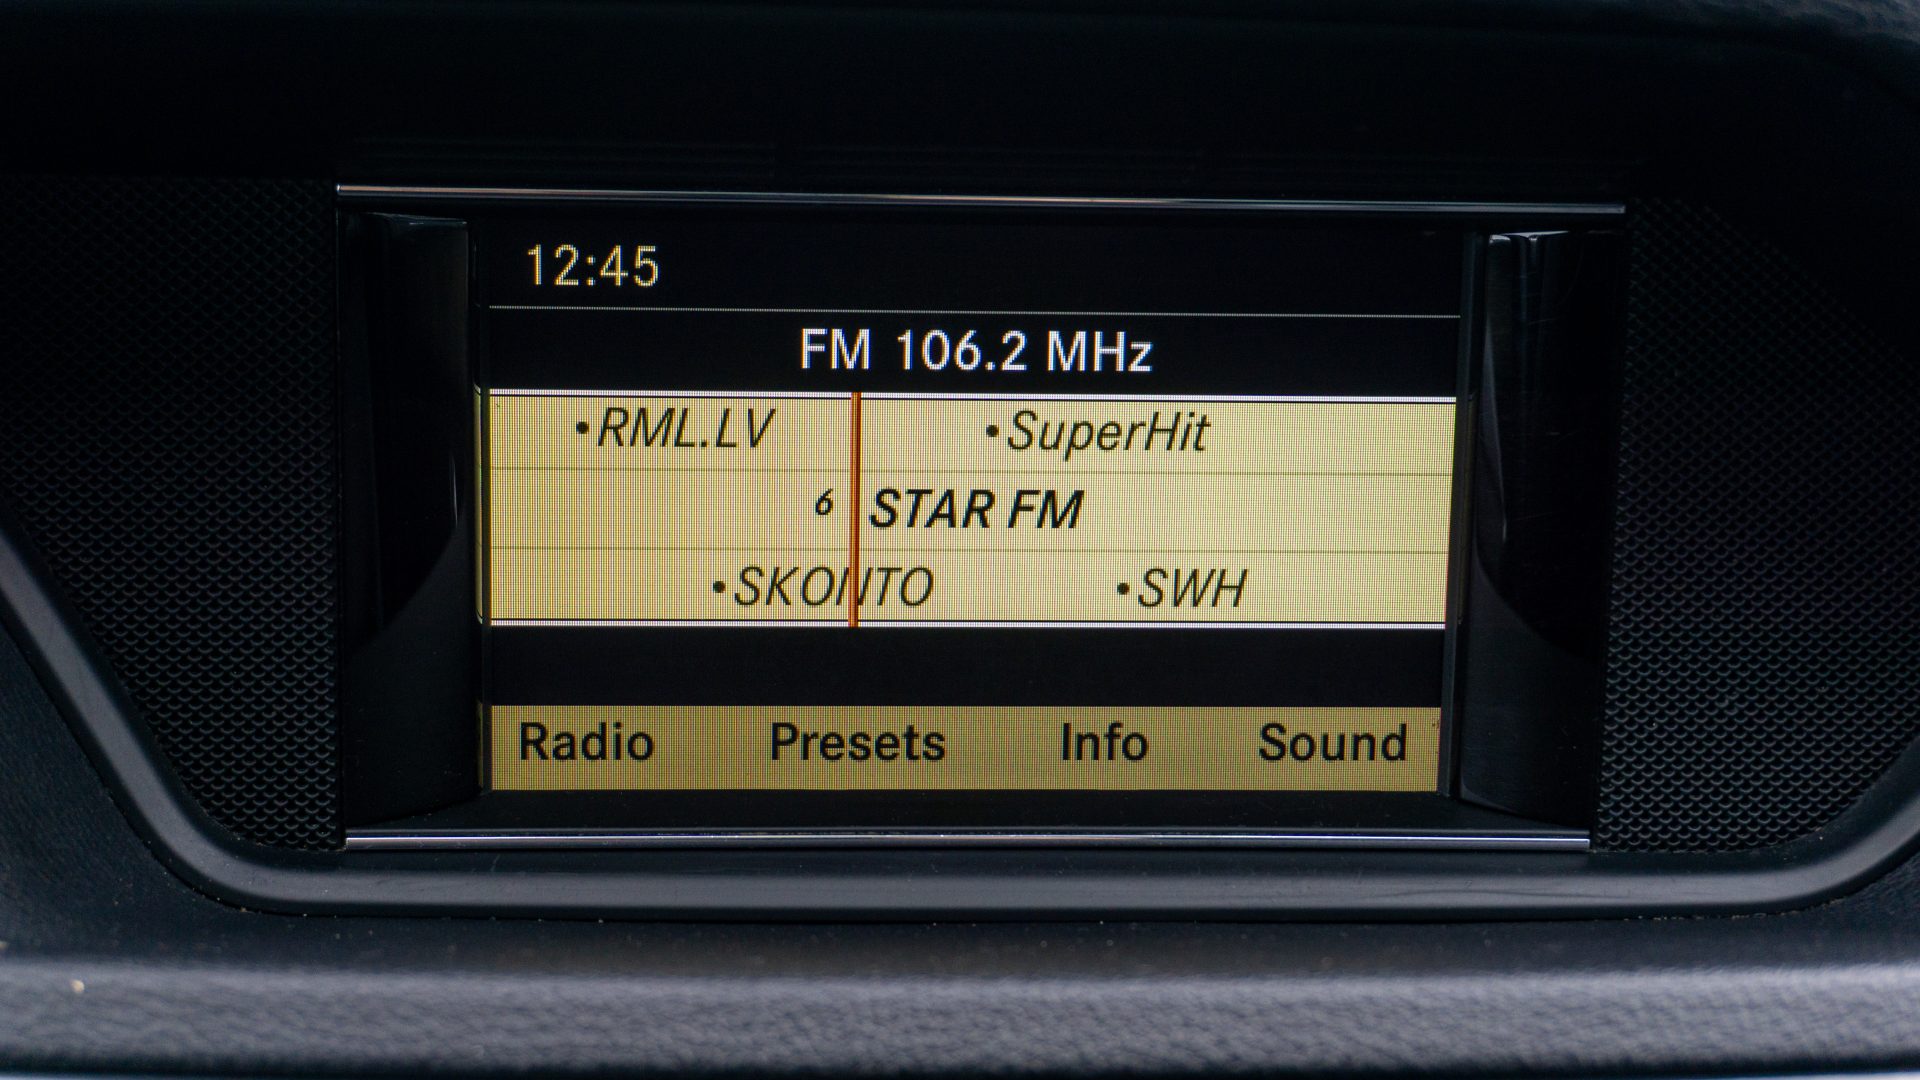 12:45
FM 106.2 MHz
•RML.LV •SuperHit
6 STAR FM
•SKONTO •SWH
Radio Presets Info Sound